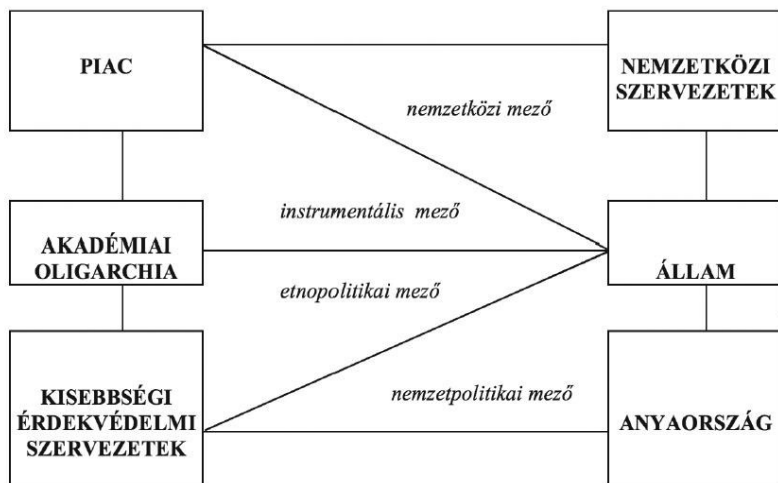 PIAC
NEMZETKÖZI
SZERVEZETEK
nemzetközi mező
instrumentális mező
AKADÉMIAI
OLIGARCHIA
ÁLLAM
etnopolitikai mező
nemzetpolitikai mező
KISEBBSÉGI
ÉRDEKVÉDELMI
SZERVEZETEK
ANYAORSZÁG